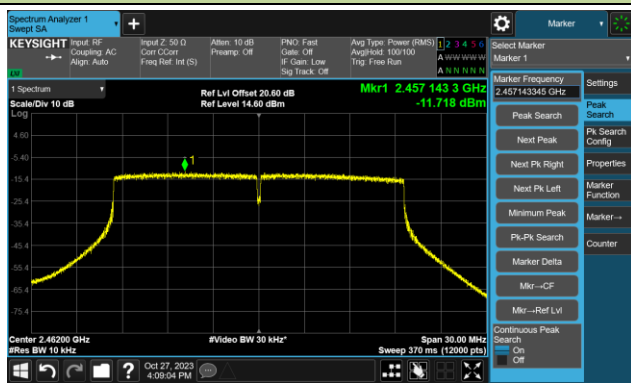 Spectrum Analyzer 1
Swept SA
+
Marker
KEYSIGHT
Input: RF
Coupling: AC
Align: Auto
Input Z: 50 Ω
Corr CCorr
Freq Ref: Int (S)
Atten: 10 dB
Preamp: Off
PNO: Fast
Gate: Off
IF Gain: Low
Sig Track: Off
Avg Type: Power (RMS)
Avg|Hold: 100/100
Trig: Free Run
1 2 3 4 5 6
A W W W W W
A N N N N N
Select Marker
Marker 1
1 Spectrum
Scale/Div 10 dB
Log
Ref Lvl Offset 20.60 dB
Ref Level 14.60 dBm
Mkr1 2.457 143 3 GHz
-11.718 dBm
4.60
-5.40
-15.4
-25.4
-35.4
-45.4
-55.4
-65.4
-75.4
1
Center 2.46200 GHz
#Res BW 10 kHz
#Video BW 30 kHz*
Span 30.00 MHz
Sweep 370 ms (12000 pts)
Marker Frequency
2.457143345 GHz
Peak Search
Next Peak
Next Pk Right
Next Pk Left
Minimum Peak
Pk-Pk Search
Marker Delta
Mkr→CF
Mkr→Ref Lvl
Continuous Peak
Search
On
Off
Settings
Peak
Search
Pk Search
Config
Properties
Marker
Function
Marker→
Counter
?
Oct 27, 2023
4:09:04 PM